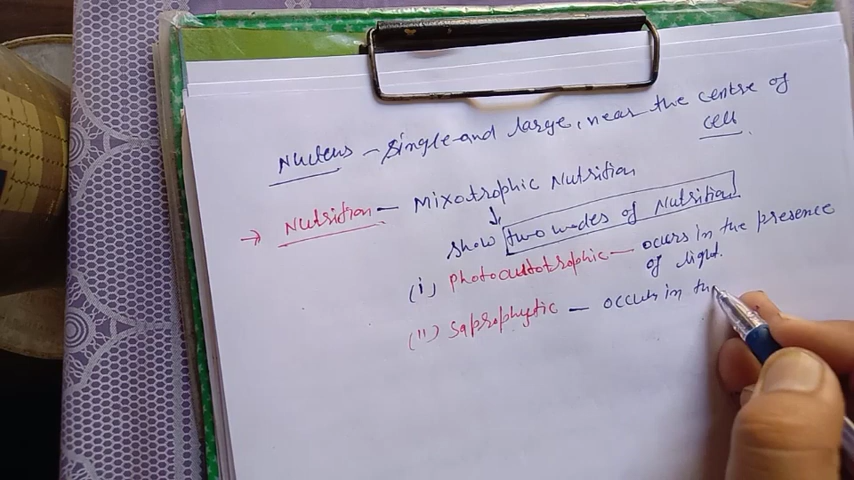 Nucleus - single and large, near the centre of
cell.
→ Nutrition - Mixotrophic Nutrition
↓
show two modes of Nutrition
(i) Photoautotrophic - occurs in the presence
of light.
(ii) Saprophytic - occurs in the